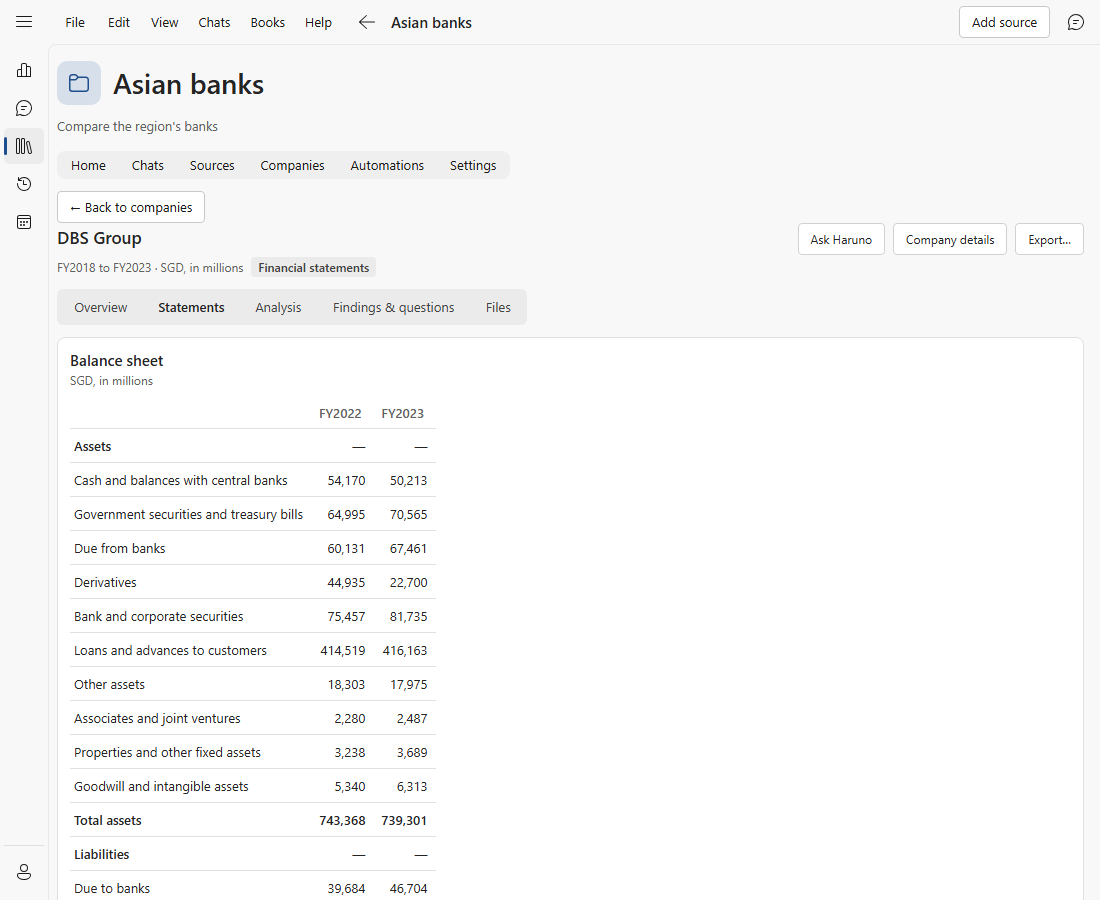 File Edit View Chats Books Help ← Asian banks Add source
Asian banks
Compare the region's banks
Home Chats Sources Companies Automations Settings
← Back to companies
DBS Group
Ask Haruno Company details Export...
FY2018 to FY2023 · SGD, in millions Financial statements
Overview Statements Analysis Findings & questions Files
Balance sheet
SGD, in millions
FY2022 FY2023
Assets — —
Cash and balances with central banks 54,170 50,213
Government securities and treasury bills 64,995 70,565
Due from banks 60,131 67,461
Derivatives 44,935 22,700
Bank and corporate securities 75,457 81,735
Loans and advances to customers 414,519 416,163
Other assets 18,303 17,975
Associates and joint ventures 2,280 2,487
Properties and other fixed assets 3,238 3,689
Goodwill and intangible assets 5,340 6,313
Total assets 743,368 739,301
Liabilities — —
Due to banks 39,684 46,704